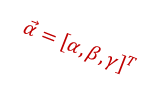 α⃗ = [α, β, γ]ᵀ